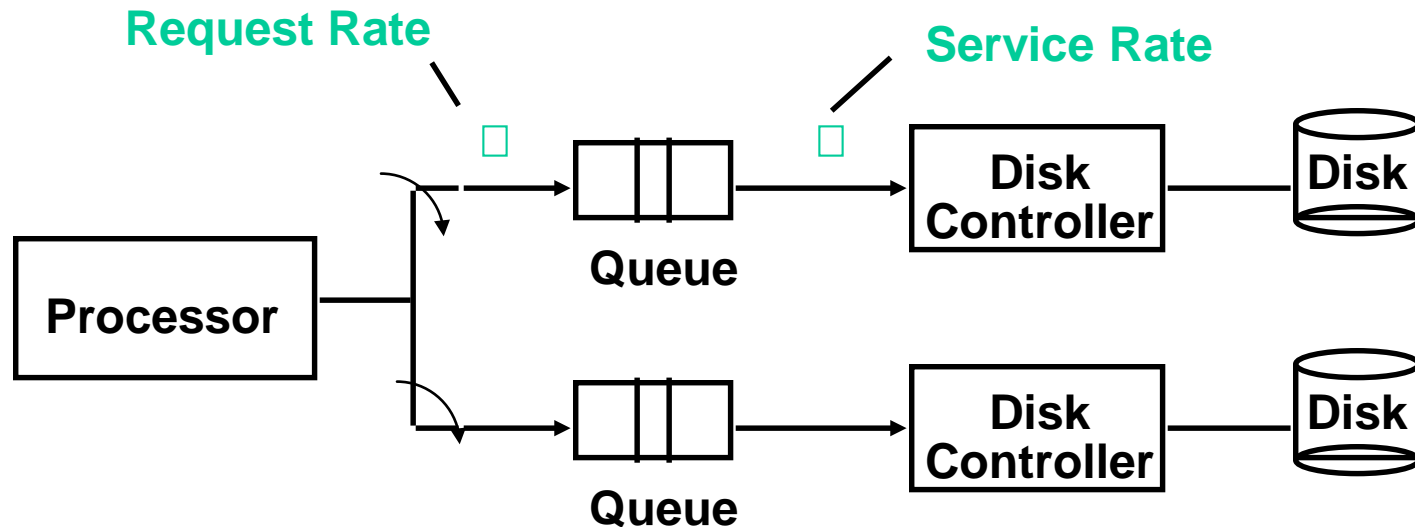 Request Rate
Service Rate
Processor
Queue
Disk
Controller
Disk
Queue
Disk
Controller
Disk